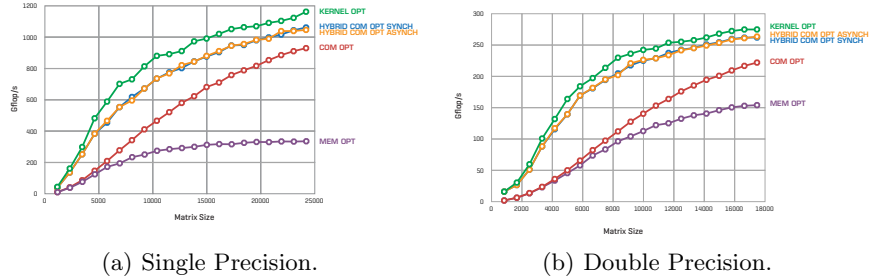 1200
1000
800
600
400
200
0
Gflop/s
0
5000
10000
15000
20000
25000
Matrix Size
KERNEL OPT
HYBRID COM OPT SYNCH
HYBRID COM OPT ASYNCH
COM OPT
MEM OPT
(a) Single Precision.
300
250
200
150
100
50
0
Gflop/s
0
2000
4000
6000
8000
10000
12000
14000
16000
18000
Matrix Size
KERNEL OPT
HYBRID COM OPT ASYNCH
HYBRID COM OPT SYNCH
COM OPT
MEM OPT
(b) Double Precision.